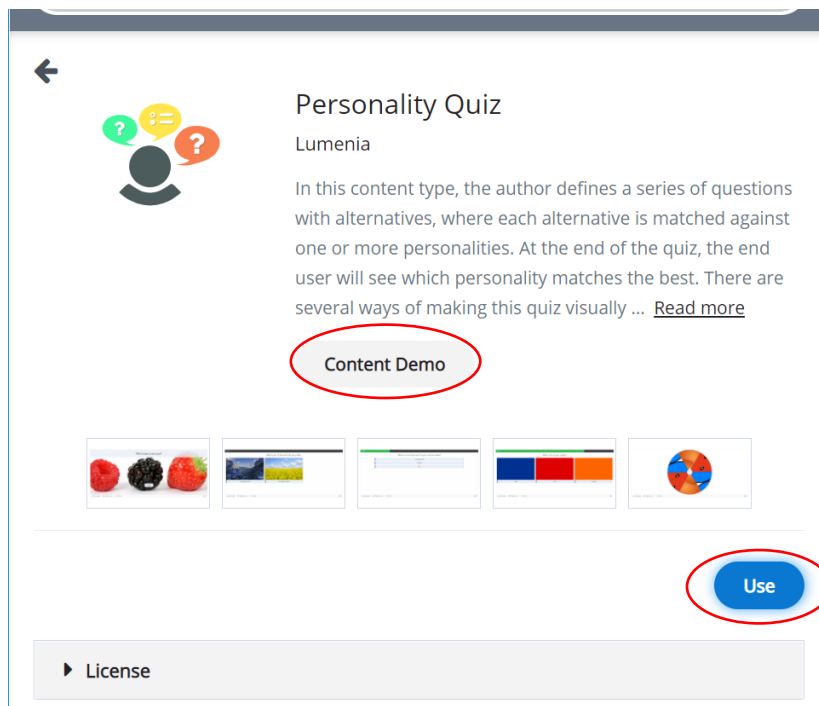 Personality Quiz
Lumenia
In this content type, the author defines a series of questions
with alternatives, where each alternative is matched against
one or more personalities. At the end of the quiz, the end
user will see which personality matches the best. There are
several ways of making this quiz visually ... Read more
Content Demo
Use
License